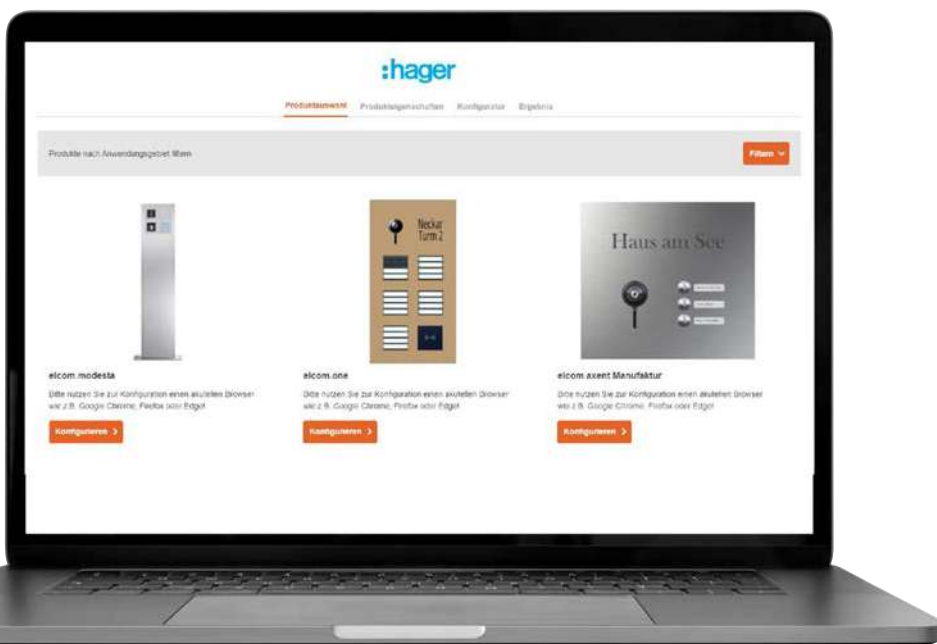 :hager
Produktauswahl Produkteigenschaften Konfigurator Ergebnis
Produkte nach Anwendungsgebiet filtern
Filtern
Neckar
Turm 2
Haus am See
elcom.modesta
elcom.one
elcom.axent Manufaktur
Bitte nutzen Sie zur Konfiguration einen akutellen Browser
wie z.B. Google Chrome, Firefox oder Edge!
Bitte nutzen Sie zur Konfiguration einen akutellen Browser
wie z.B. Google Chrome, Firefox oder Edge!
Bitte nutzen Sie zur Konfiguration einen akutellen Browser
wie z.B. Google Chrome, Firefox oder Edge!
Konfigurieren
Konfigurieren
Konfigurieren